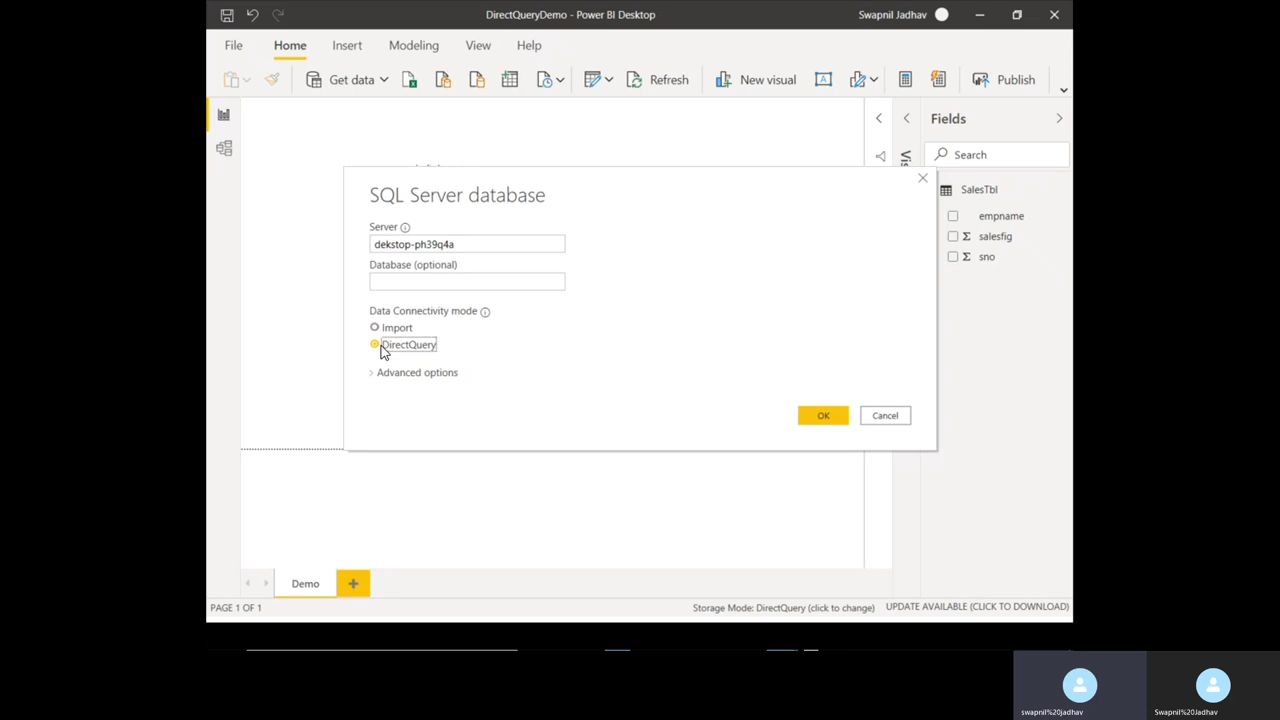 DirectQueryDemo - Power BI Desktop
Swapnil Jadhav
File Home Insert Modeling View Help
Get data
Refresh
New visual
A
Publish
Fields
Search
SalesTbl
empname
Σ salesfig
Σ sno
SQL Server database
Server
dekstop-ph39q4a
Database (optional)
Data Connectivity mode
Import
DirectQuery
Advanced options
OK
Cancel
Demo
PAGE 1 OF 1
Storage Mode: DirectQuery (click to change)
UPDATE AVAILABLE (CLICK TO DOWNLOAD)
swapnil%20jadhav
Swapnil%20Jadhav